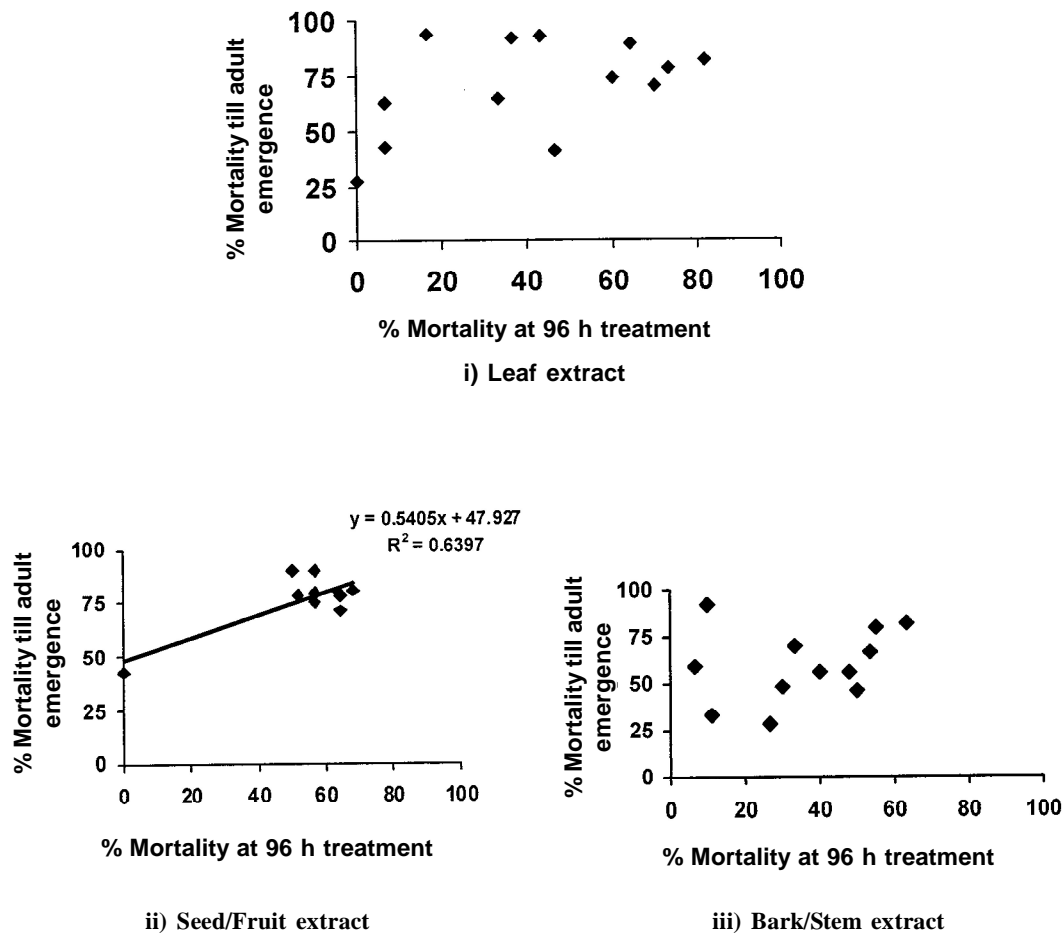 100
75
50
25
0
% Mortality till adult
emergence
0 20 40 60 80 100
% Mortality at 96 h treatment
i) Leaf extract
y = 0.5405x + 47.927
R² = 0.6397
100
75
50
25
0
% Mortality till adult
emergence
0 20 40 60 80 100
% Mortality at 96 h treatment
ii) Seed/Fruit extract
100
75
50
25
0
% Mortality till adult
emergence
0 20 40 60 80 100
% Mortality at 96 h treatment
iii) Bark/Stem extract